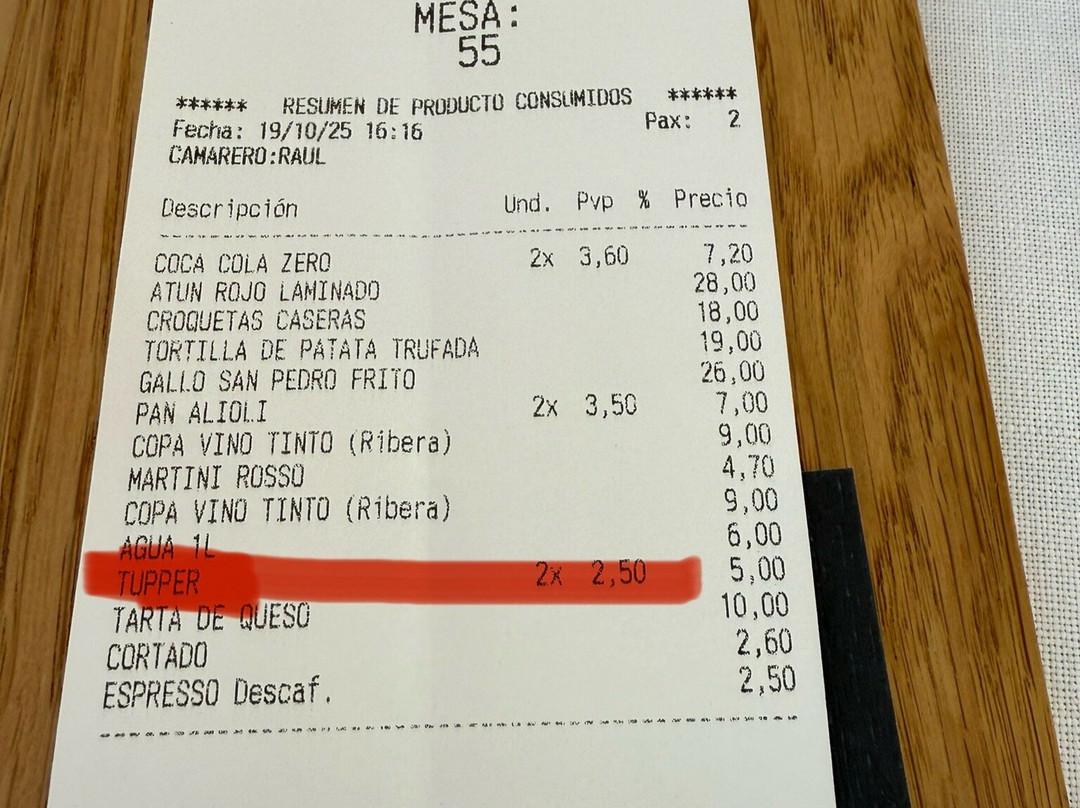 MESA:
55
****** RESUMEN DE PRODUCTO CONSUMIDOS ******
Fecha: 19/10/25 16:16 Pax: 2
CAMARERO:RAUL
Descripción Und. Pvp % Precio
COCA COLA ZERO 2x 3,60 7,20
ATUN ROJO LAMINADO 28,00
CROQUETAS CASERAS 18,00
TORTILLA DE PATATA TRUFADA 19,00
GALLO SAN PEDRO FRITO 26,00
PAN ALIOLI 2x 3,50 7,00
COPA VINO TINTO (Ribera) 9,00
MARTINI ROSSO 4,70
COPA VINO TINTO (Ribera) 9,00
AGUA 1L 6,00
TUPPER 2x 2,50 5,00
TARTA DE QUESO 10,00
CORTADO 2,60
ESPRESSO Descaf. 2,50